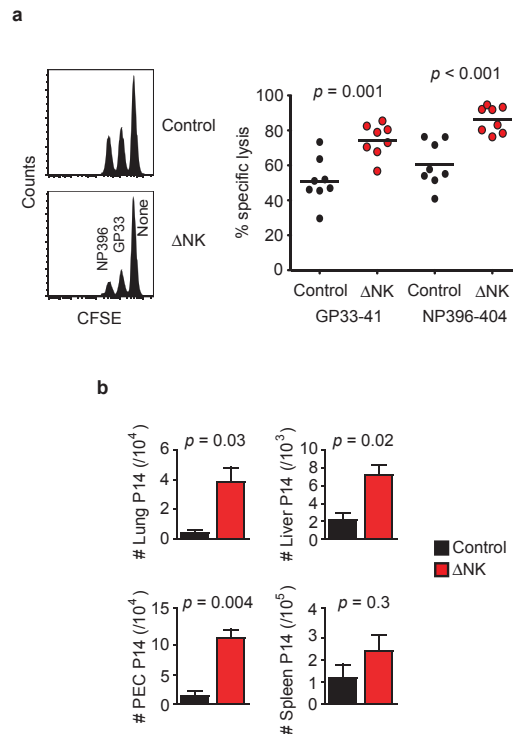 a
Control
ΔNK
Counts
NP396
GP33
None
CFSE
p = 0.001
p < 0.001
% specific lysis
100
80
60
40
20
0
Control ΔNK Control ΔNK
GP33-41 NP396-404
b
p = 0.03
# Lung P14 (/10⁴)
6
4
2
0
p = 0.02
# Liver P14 (/10³)
10
8
6
4
2
0
Control
ΔNK
p = 0.004
# PEC P14 (/10⁴)
15
10
5
0
p = 0.3
# Spleen P14 (/10⁵)
4
3
2
1
0